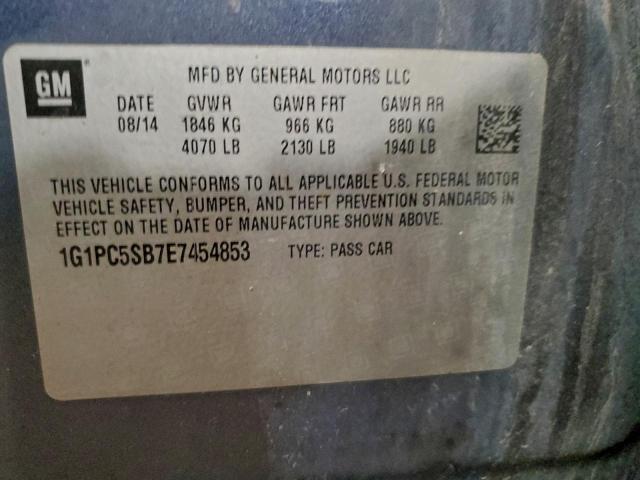 GM
MFD BY GENERAL MOTORS LLC
DATE GVWR GAWR FRT GAWR RR
08/14 1846 KG 966 KG 880 KG
4070 LB 2130 LB 1940 LB
THIS VEHICLE CONFORMS TO ALL APPLICABLE U.S. FEDERAL MOTOR
VEHICLE SAFETY, BUMPER, AND THEFT PREVENTION STANDARDS IN
EFFECT ON THE DATE OF MANUFACTURE SHOWN ABOVE.
1G1PC5SB7E7454853 TYPE: PASS CAR